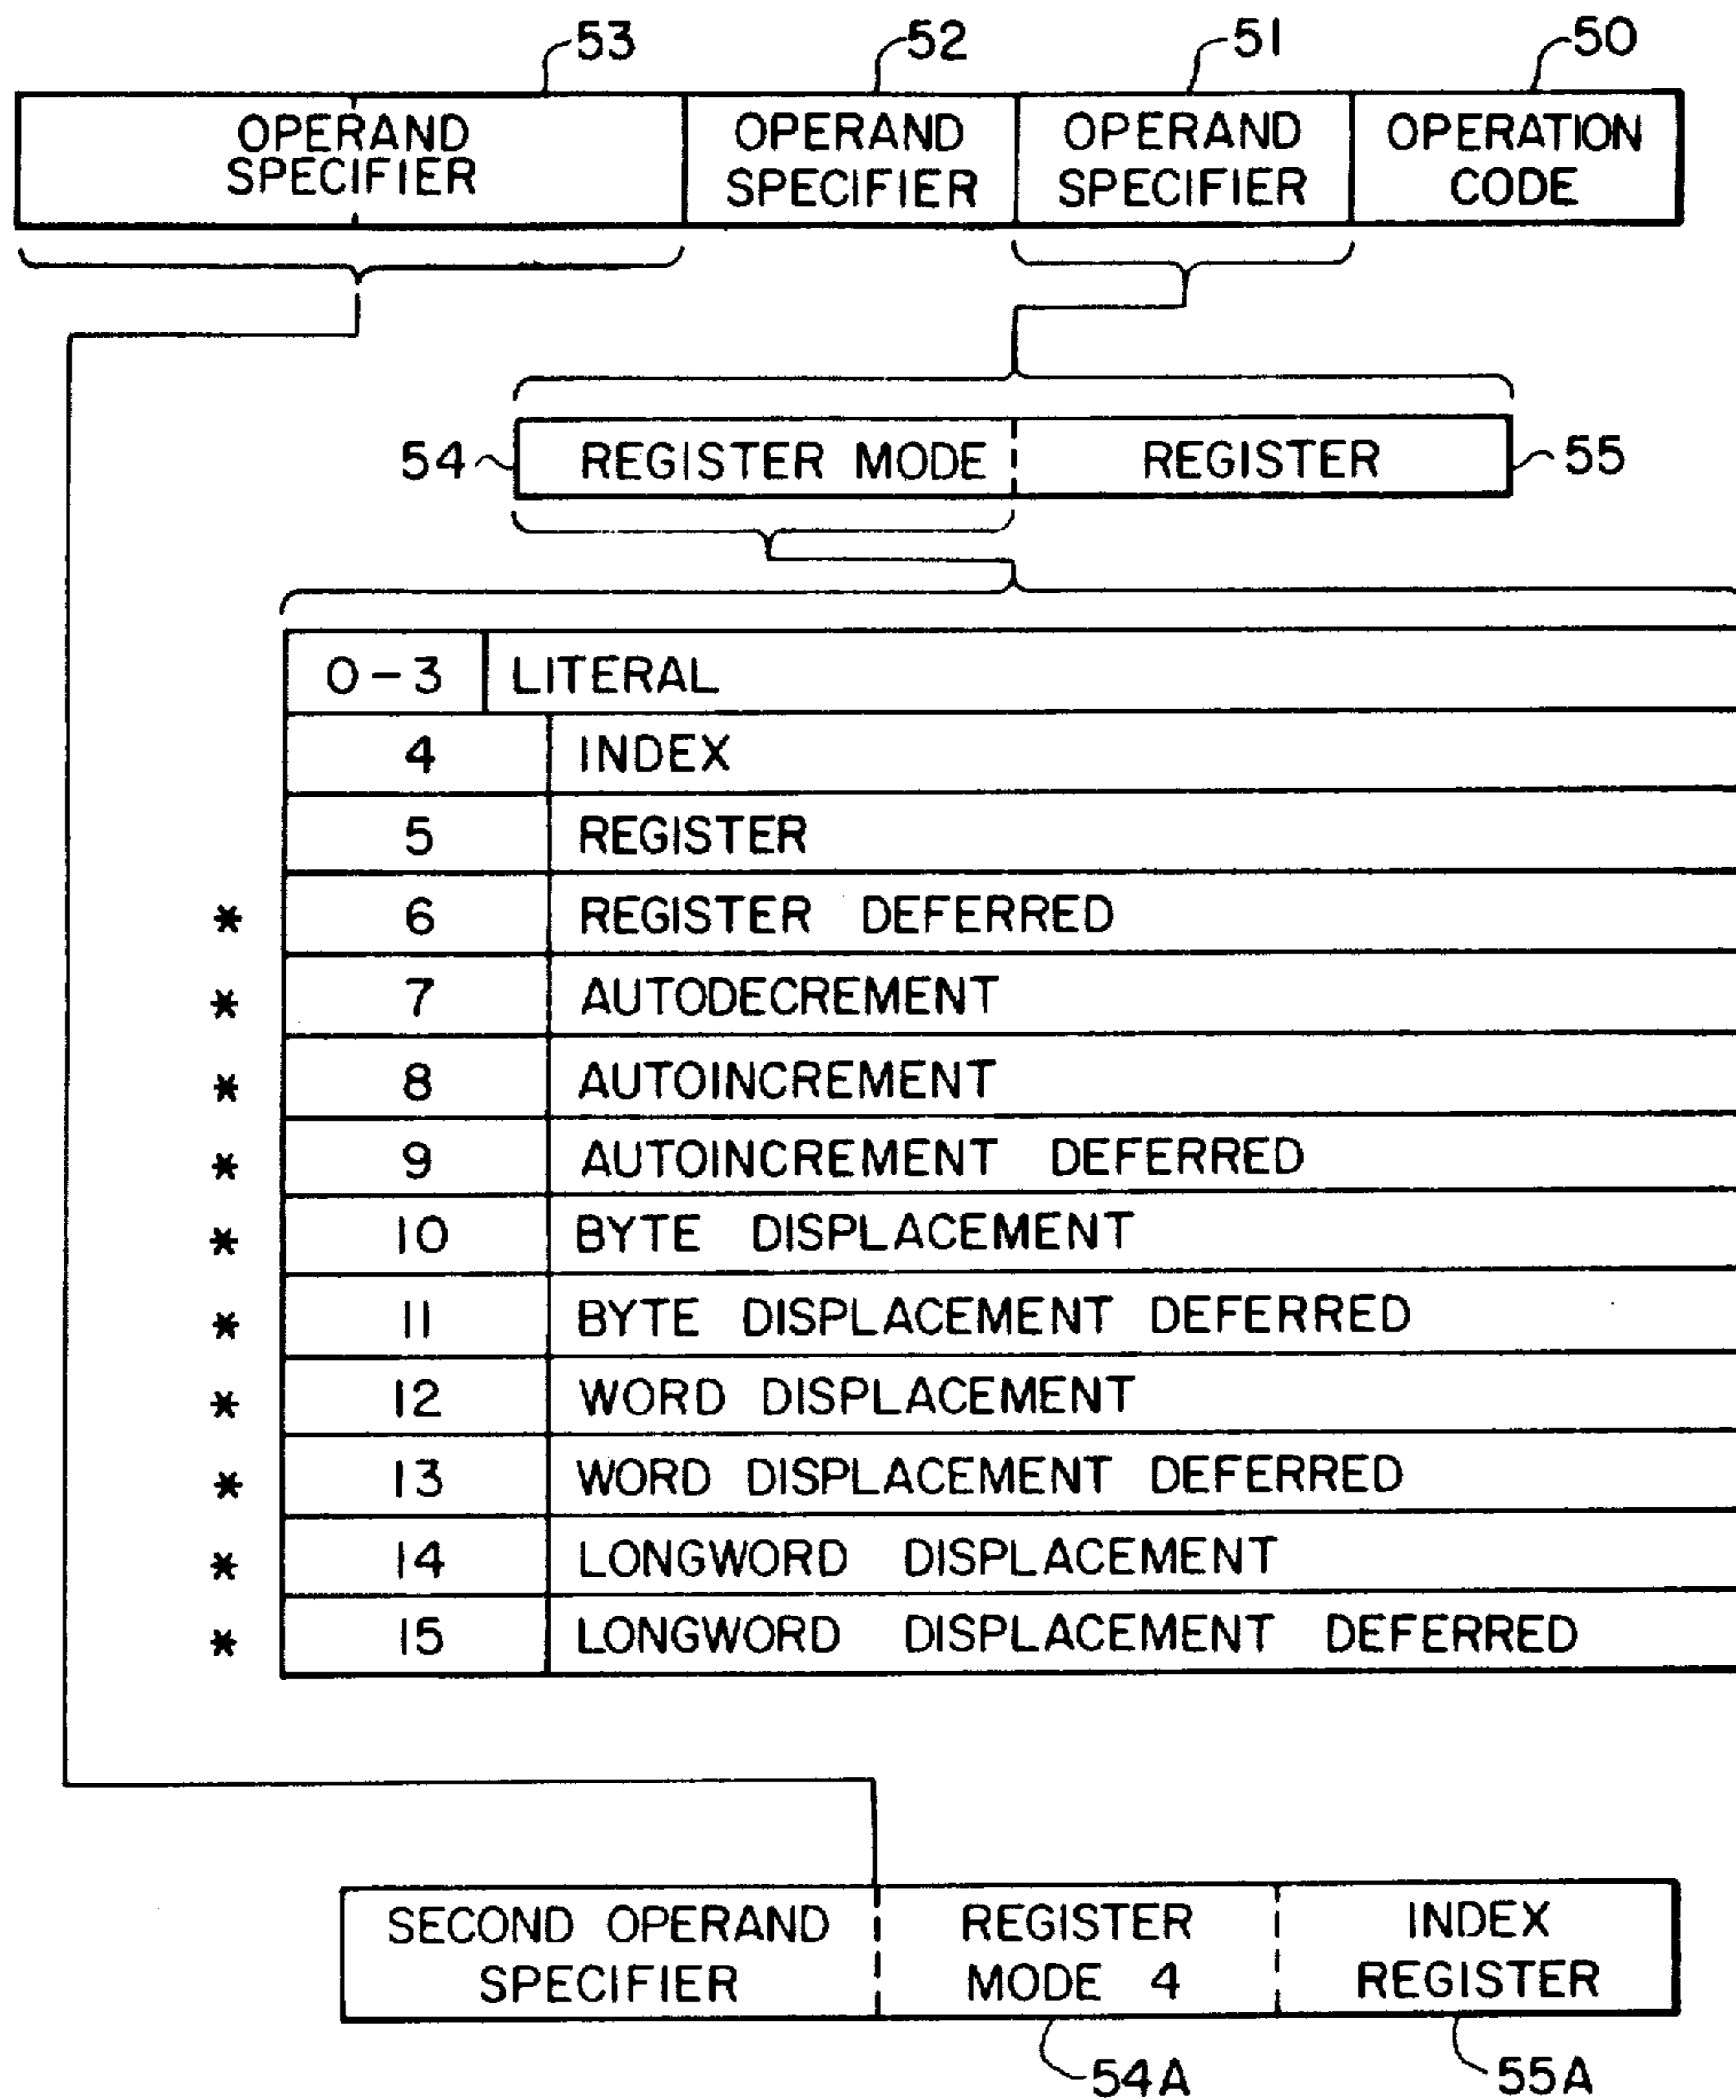 53 52 51 50
OPERAND SPECIFIER
OPERAND SPECIFIER
OPERAND SPECIFIER
OPERATION CODE
54 REGISTER MODE REGISTER 55
0-3 LITERAL
4 INDEX
5 REGISTER
* 6 REGISTER DEFERRED
* 7 AUTODECREMENT
* 8 AUTOINCREMENT
* 9 AUTOINCREMENT DEFERRED
* 10 BYTE DISPLACEMENT
* 11 BYTE DISPLACEMENT DEFERRED
* 12 WORD DISPLACEMENT
* 13 WORD DISPLACEMENT DEFERRED
* 14 LONGWORD DISPLACEMENT
* 15 LONGWORD DISPLACEMENT DEFERRED
SECOND OPERAND
SPECIFIER
REGISTER
MODE 4
INDEX
REGISTER
54A 55A